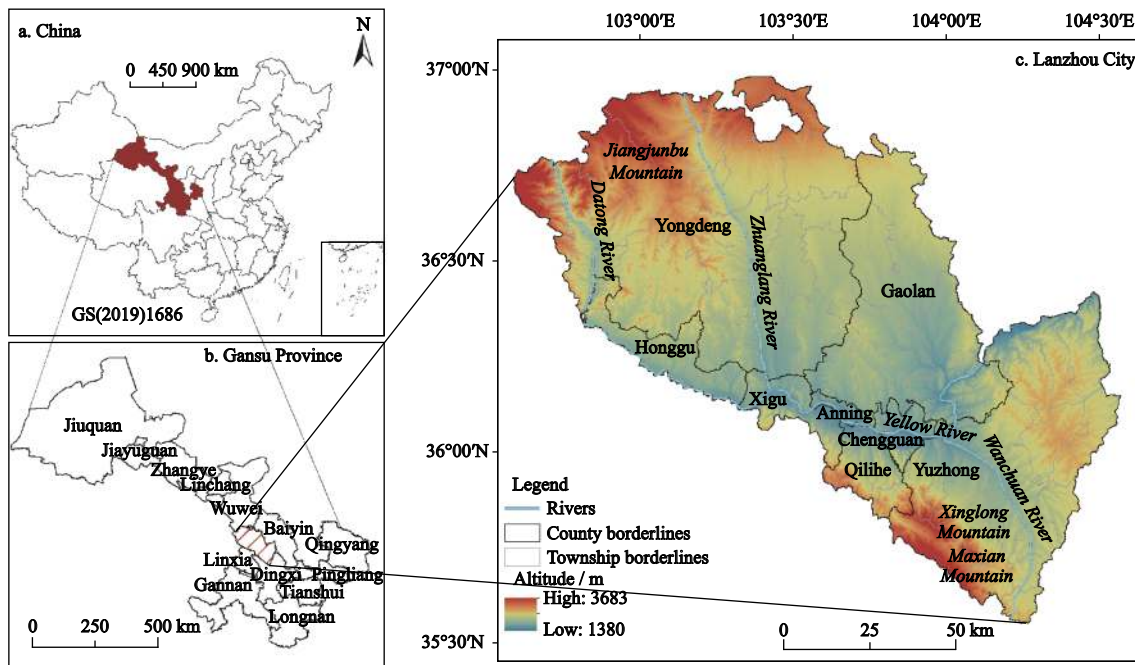 a. China
N
0 450 900 km
GS(2019)1686
b. Gansu Province
Jiuquan
Jiayuguan
Zhangye
Linchang
Wuwei
Baiyin
Qingyang
Linxia
Dingxi
Pingliang
Gannan
Tianshui
Longnan
0 250 500 km
103°00′E 103°30′E 104°00′E 104°30′E
37°00′N
36°30′N
36°00′N
35°30′N
c. Lanzhou City
Jiangjunbu
Mountain
Datong River
Yongdeng
Zhuanglang River
Gaolan
Honggu
Xigu
Anning
Yellow River
Chengguan
Wanchuan River
Qilihe
Yuzhong
Xinglong
Mountain
Maxian
Mountain
Legend
Rivers
County borderlines
Township borderlines
Altitude / m
High: 3683
Low: 1380
0 25 50 km